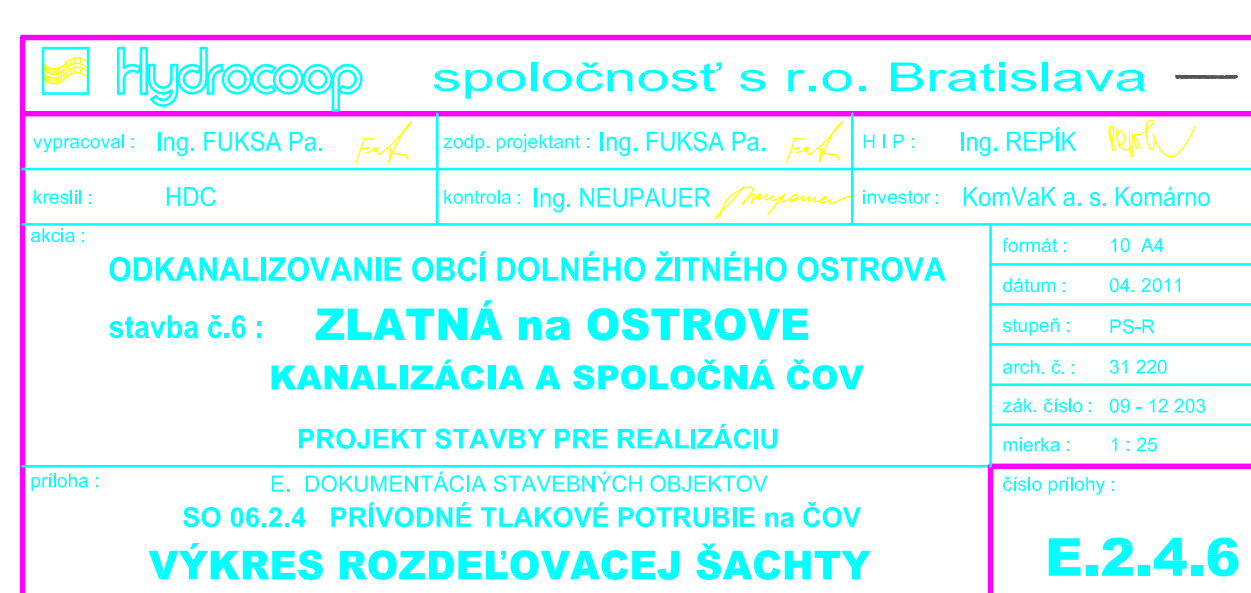 Hydrocoop spoločnosť s r.o. Bratislava
vypracoval : Ing. FUKSA Pa. zodp. projektant : Ing. FUKSA Pa. H I P : Ing. REPÍK
kreslil : HDC kontrola : Ing. NEUPAUER investor : KomVaK a. s. Komárno
akcia :
ODKANALIZOVANIE OBCÍ DOLNÉHO ŽITNÉHO OSTROVA
stavba č.6 : ZLATNÁ na OSTROVE
KANALIZÁCIA A SPOLOČNÁ ČOV
PROJEKT STAVBY PRE REALIZÁCIU
formát : 10 A4
dátum : 04. 2011
stupeň : PS-R
arch. č. : 31 220
zák. číslo : 09 - 12 203
mierka : 1 : 25
príloha :
E. DOKUMENTÁCIA STAVEBNÝCH OBJEKTOV
SO 06.2.4 PRÍVODNÉ TLAKOVÉ POTRUBIE na ČOV
VÝKRES ROZDEĽOVACEJ ŠACHTY
číslo prílohy :
E.2.4.6